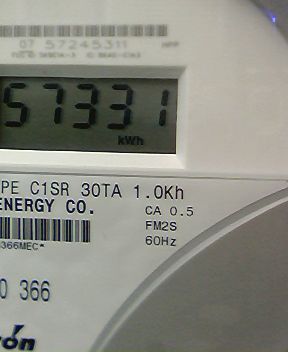 07 57245311
57331
kWh
PE C1SR 30TA 1.0Kh
ENERGY CO.
CA 0.5
FM2S
60Hz
366MEC*
0 366
rón